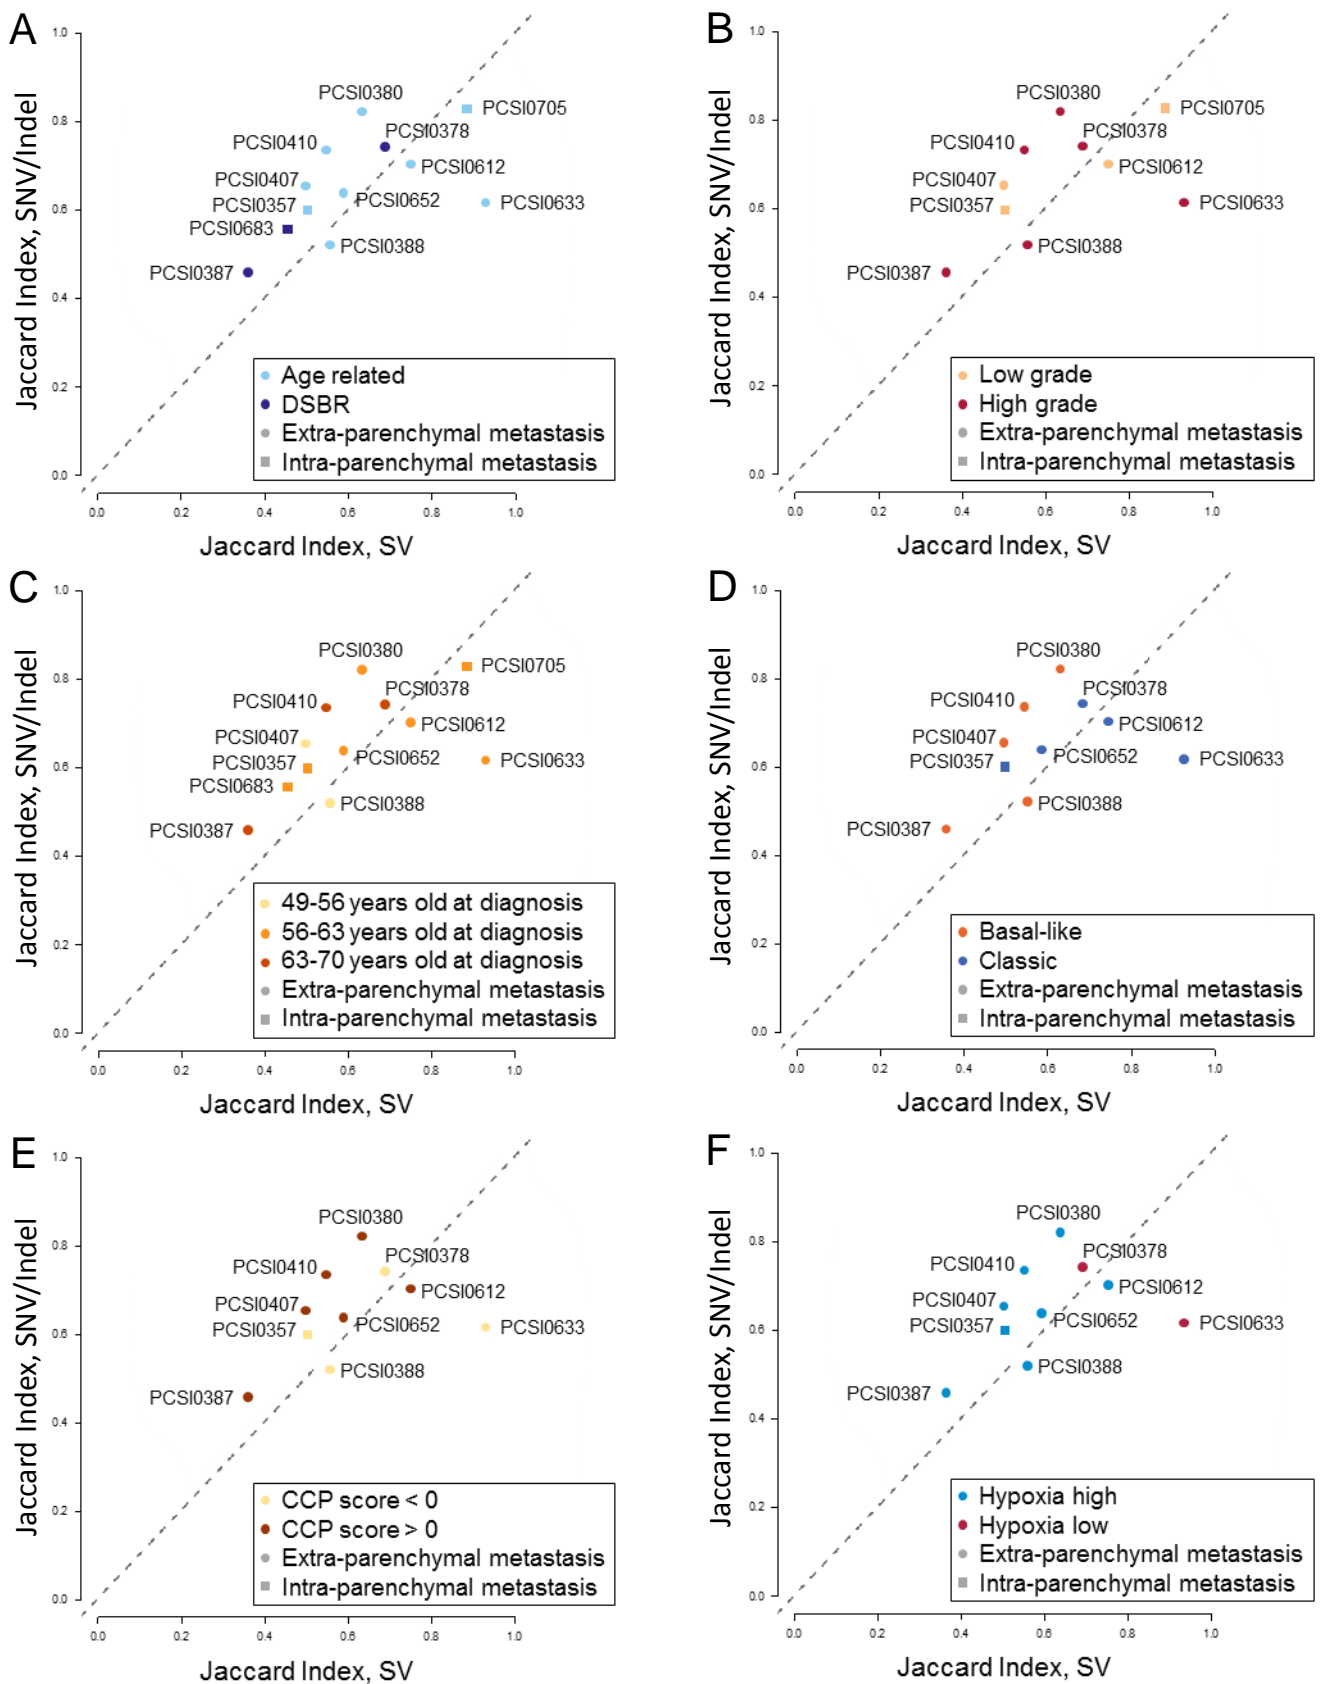 A
Jaccard Index, SNV/Indel
1.0
0.8
0.6
0.4
0.2
0.0
PCSI0380
PCSI0705
PCSI0378
PCSI0410
PCSI0612
PCSI0407
PCSI0652
PCSI0633
PCSI0357
PCSI0683
PCSI0388
PCSI0387
Age related
DSBR
Extra-parenchymal metastasis
Intra-parenchymal metastasis
0.0 0.2 0.4 0.6 0.8 1.0
Jaccard Index, SV
B
Jaccard Index, SNV/Indel
1.0
0.8
0.6
0.4
0.2
0.0
PCSI0380
PCSI0705
PCSI0378
PCSI0410
PCSI0612
PCSI0407
PCSI0633
PCSI0357
PCSI0388
PCSI0387
Low grade
High grade
Extra-parenchymal metastasis
Intra-parenchymal metastasis
0.0 0.2 0.4 0.6 0.8 1.0
Jaccard Index, SV
C
Jaccard Index, SNV/Indel
1.0
0.8
0.6
0.4
0.2
0.0
PCSI0380
PCSI0705
PCSI0378
PCSI0410
PCSI0612
PCSI0407
PCSI0652
PCSI0633
PCSI0357
PCSI0683
PCSI0388
PCSI0387
49-56 years old at diagnosis
56-63 years old at diagnosis
63-70 years old at diagnosis
Extra-parenchymal metastasis
Intra-parenchymal metastasis
0.0 0.2 0.4 0.6 0.8 1.0
Jaccard Index, SV
D
Jaccard Index, SNV/Indel
1.0
0.8
0.6
0.4
0.2
0.0
PCSI0380
PCSI0378
PCSI0410
PCSI0612
PCSI0407
PCSI0652
PCSI0633
PCSI0357
PCSI0388
PCSI0387
Basal-like
Classic
Extra-parenchymal metastasis
Intra-parenchymal metastasis
0.0 0.2 0.4 0.6 0.8 1.0
Jaccard Index, SV
E
Jaccard Index, SNV/Indel
1.0
0.8
0.6
0.4
0.2
0.0
PCSI0380
PCSI0378
PCSI0410
PCSI0612
PCSI0407
PCSI0652
PCSI0633
PCSI0357
PCSI0388
PCSI0387
CCP score < 0
CCP score > 0
Extra-parenchymal metastasis
Intra-parenchymal metastasis
0.0 0.2 0.4 0.6 0.8 1.0
Jaccard Index, SV
F
Jaccard Index, SNV/Indel
1.0
0.8
0.6
0.4
0.2
0.0
PCSI0380
PCSI0378
PCSI0410
PCSI0612
PCSI0407
PCSI0652
PCSI0633
PCSI0357
PCSI0388
PCSI0387
Hypoxia high
Hypoxia low
Extra-parenchymal metastasis
Intra-parenchymal metastasis
0.0 0.2 0.4 0.6 0.8 1.0
Jaccard Index, SV